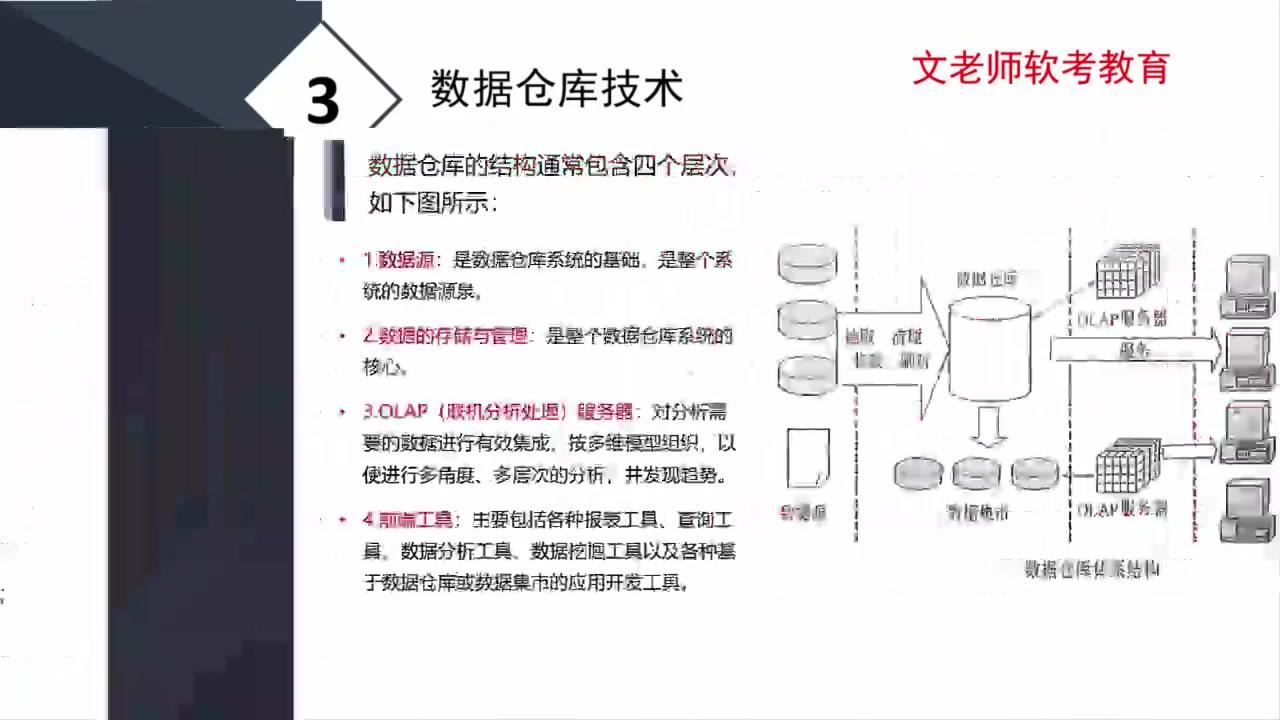 3
数据仓库技术
文老师软考教育
数据仓库的结构通常包含四个层次,
如下图所示:
• 1.数据源:是数据仓库系统的基础,是整个系
统的数据源泉。
• 2.数据的存储与管理:是整个数据仓库系统的
核心。
• 3.OLAP(联机分析处理)服务器:对分析需
要的数据进行有效集成,按多维模型组织,以
便进行多角度、多层次的分析,并发现趋势。
• 4.前端工具:主要包括各种报表工具、查询工
具、数据分析工具、数据挖掘工具以及各种基
于数据仓库或数据集市的应用开发工具。
数据仓库
OLAP服务器
抽取、清理
服务
数据源
数据集市
OLAP服务器
数据仓库体系结构